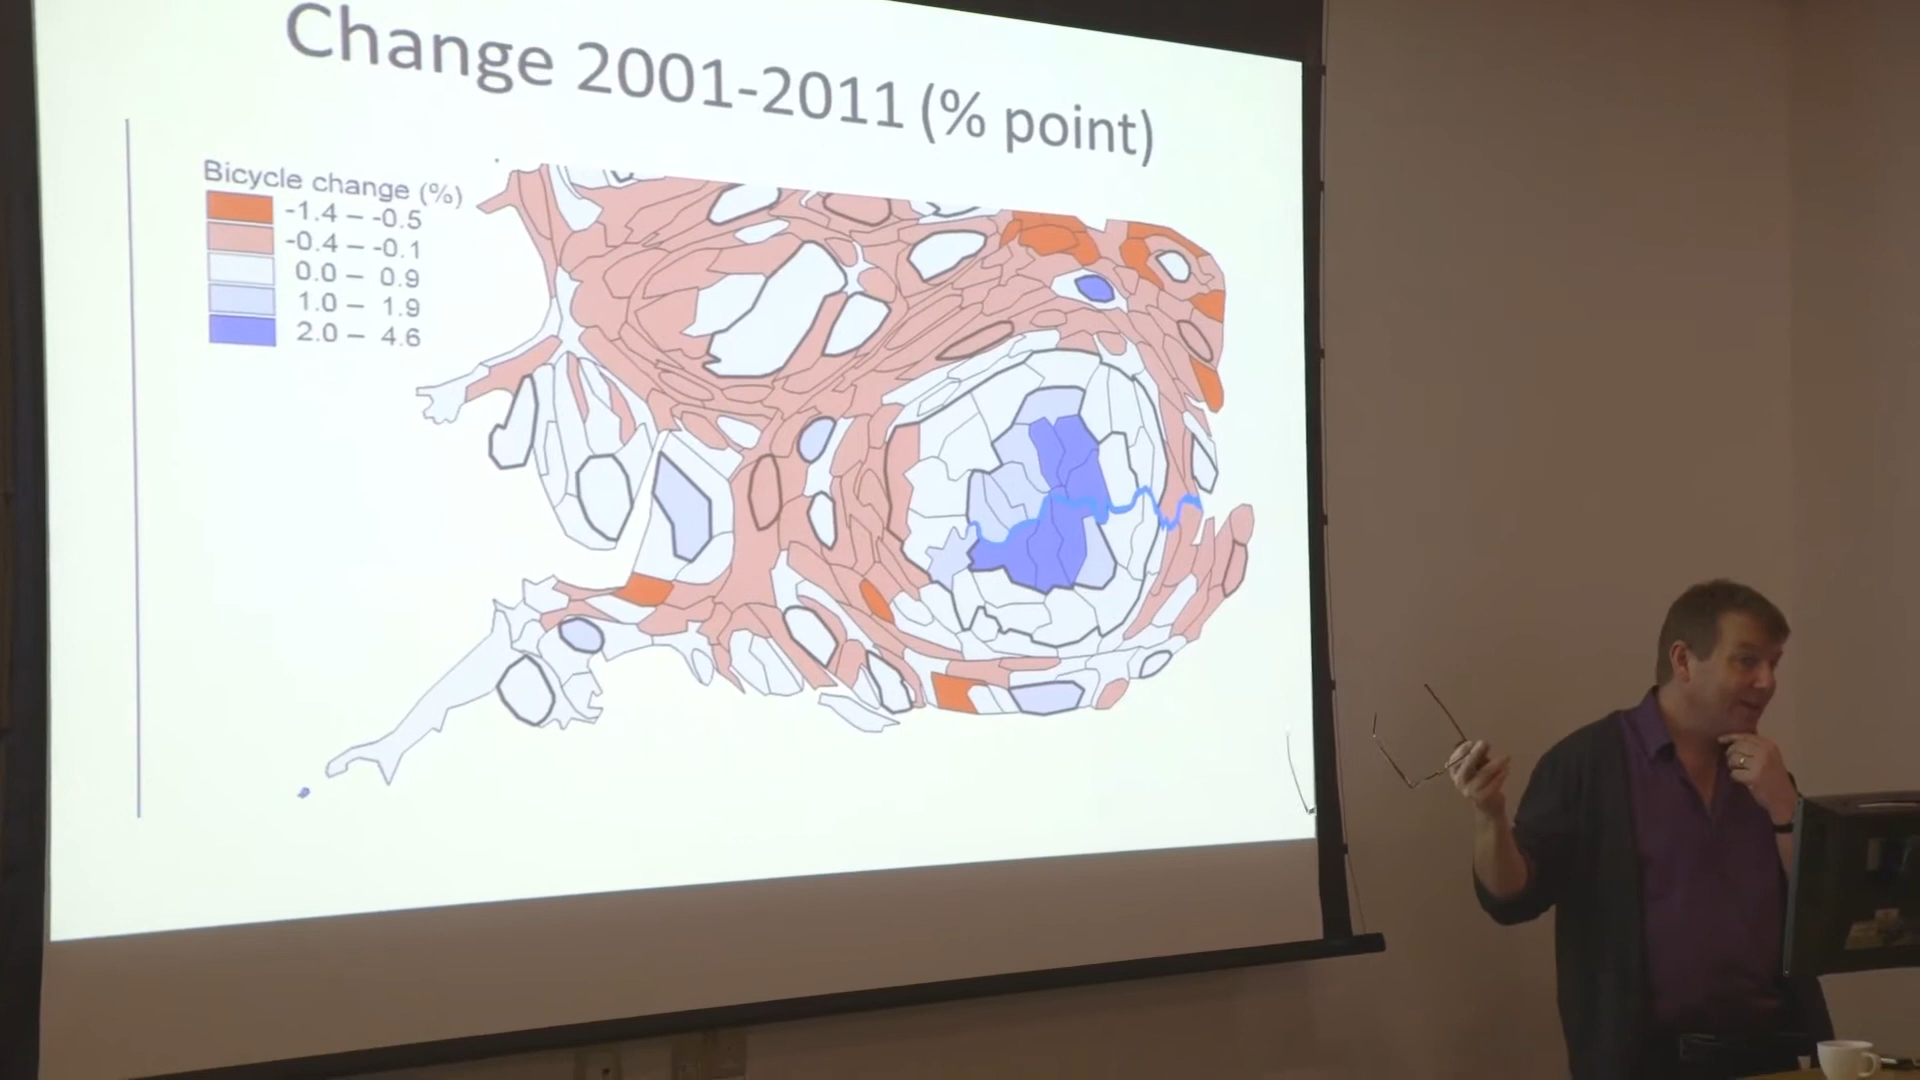 Change 2001-2011 (% point)
Bicycle change (%)
-1.4 – -0.5
-0.4 – -0.1
0.0 – 0.9
1.0 – 1.9
2.0 – 4.6